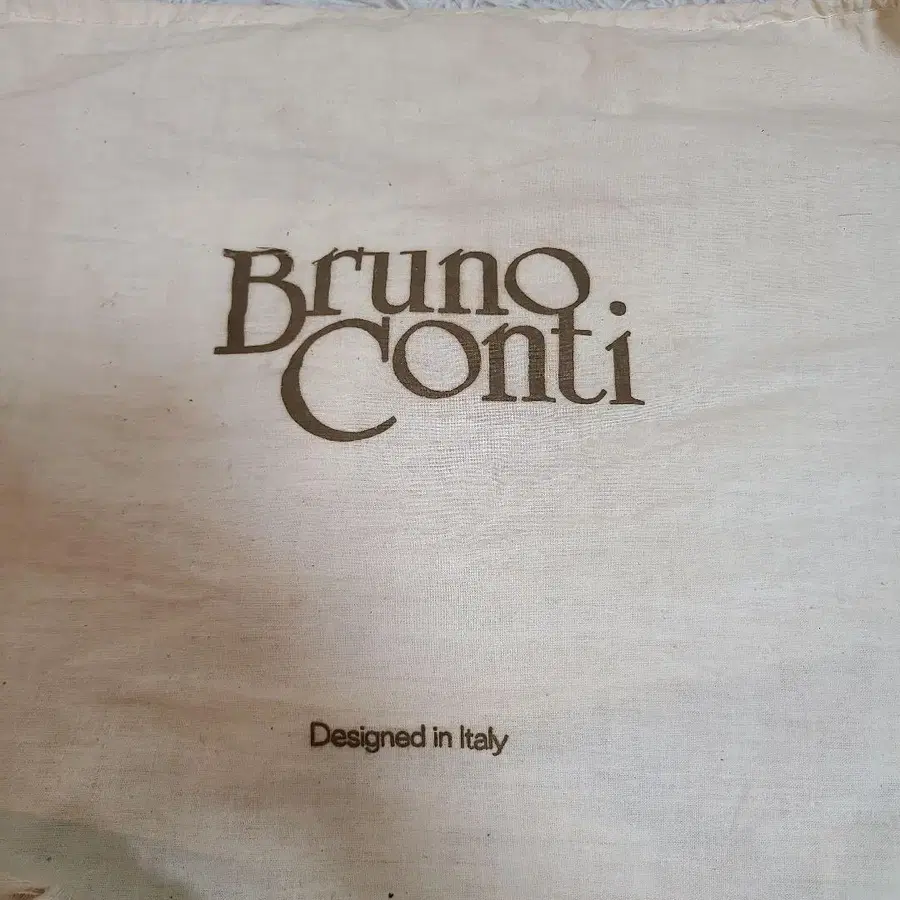 Bruno
Conti
Designed in Italy